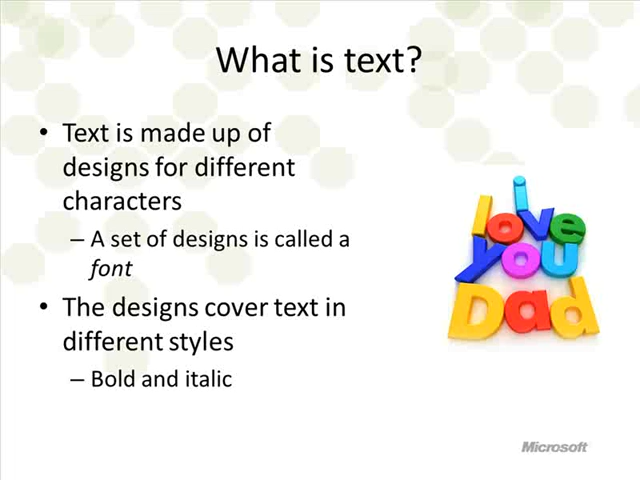 What is text?
• Text is made up of
designs for different
characters
– A set of designs is called a
font
• The designs cover text in
different styles
– Bold and italic
i
love
you
Dad
Microsoft